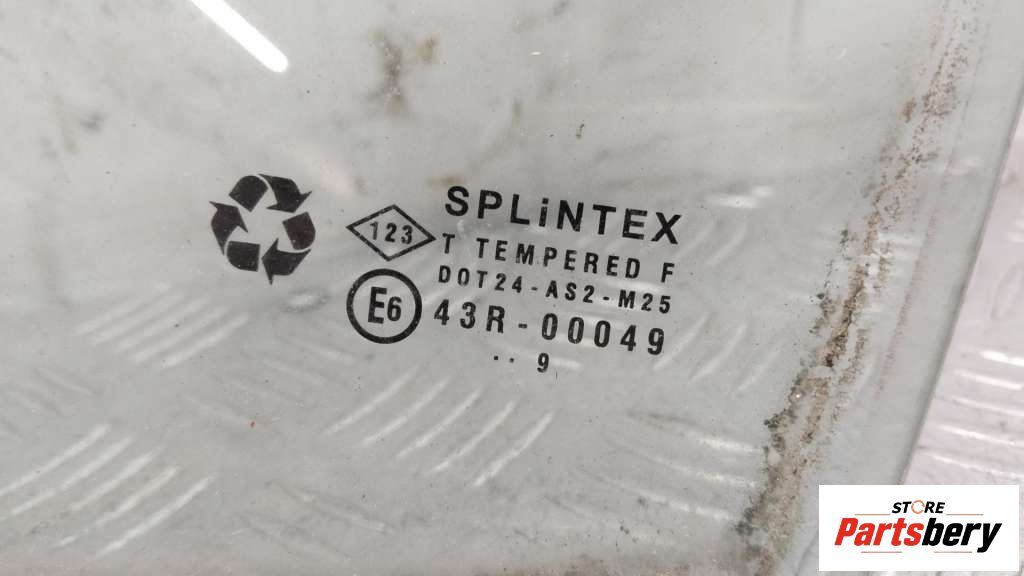 SPLiNTEX
123
T TEMPERED F
DOT24-AS2-M25
E6 43R-00049
.. 9
STORE
Partsbery